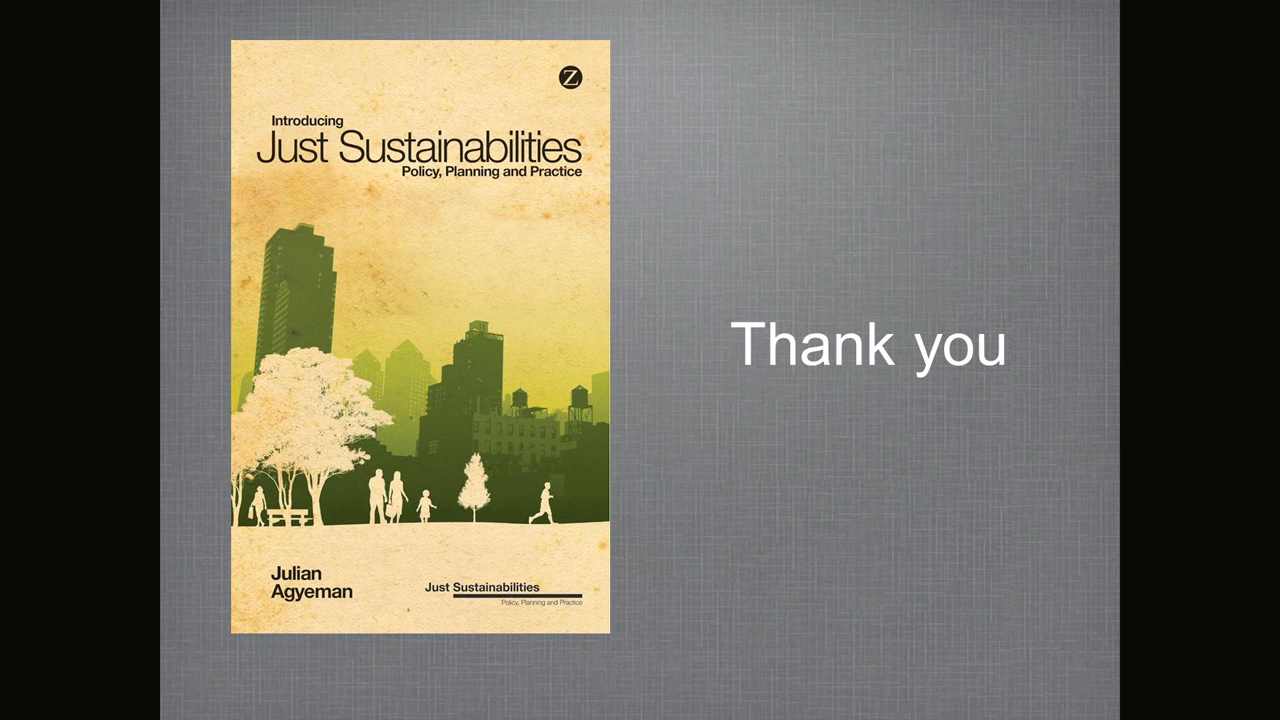 Z
Introducing
Just Sustainabilities
Policy, Planning and Practice
Julian
Agyeman
Just Sustainabilities
Policy, Planning and Practice
Thank you